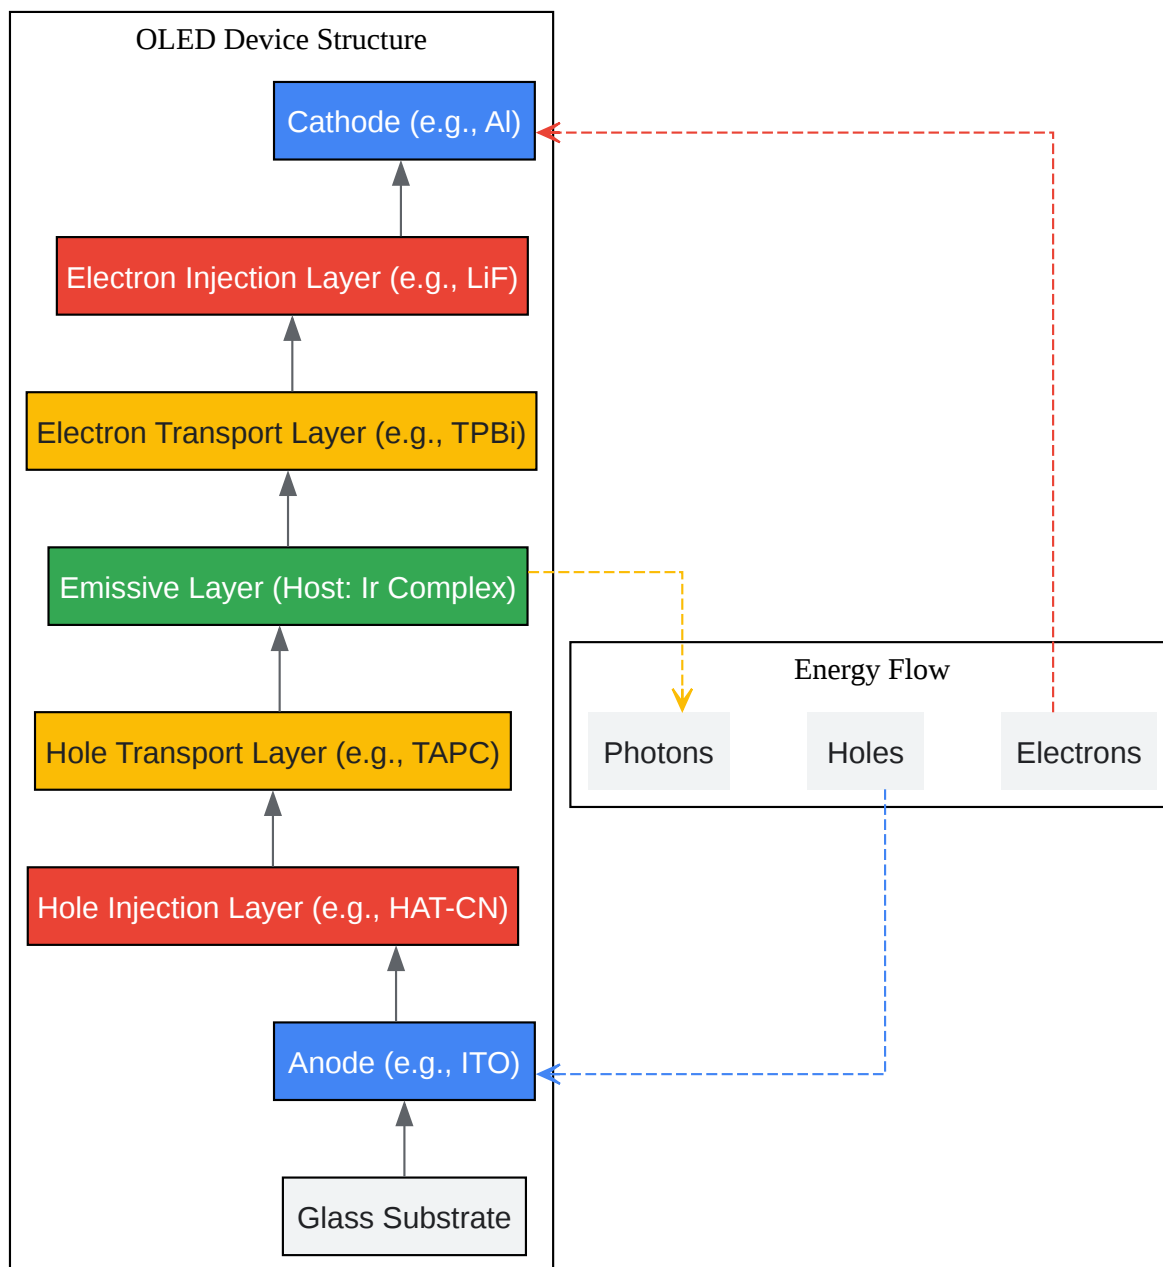 OLED Device Structure
Cathode (e.g., Al)
Electron Injection Layer (e.g., LiF)
Electron Transport Layer (e.g., TPBi)
Emissive Layer (Host: Ir Complex)
Hole Transport Layer (e.g., TAPC)
Hole Injection Layer (e.g., HAT-CN)
Anode (e.g., ITO)
Glass Substrate
Energy Flow
Photons
Holes
Electrons